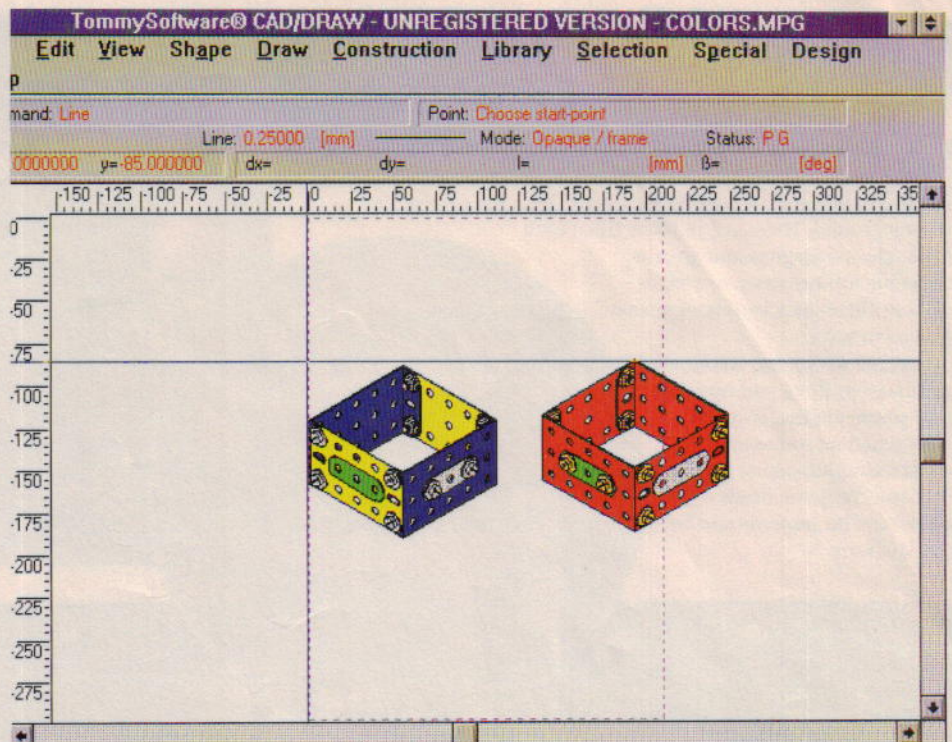 TommySoftware® CAD/DRAW - UNREGISTERED VERSION - COLORS.MPG
Edit View Shape Draw Construction Library Selection Special Design
p
mand: Line Point: Choose start-point
Line: 0.25000 [mm] Mode: Opaque / frame Status: P G
0000000 y=-85.000000 dx= dy= l= [mm] ß= [deg]
-150 -125 -100 -75 -50 -25 0 25 50 75 100 125 150 175 200 225 250 275 300 325 35
0
-25
-50
-75
-100
-125
-150
-175
-200
-225
-250
-275